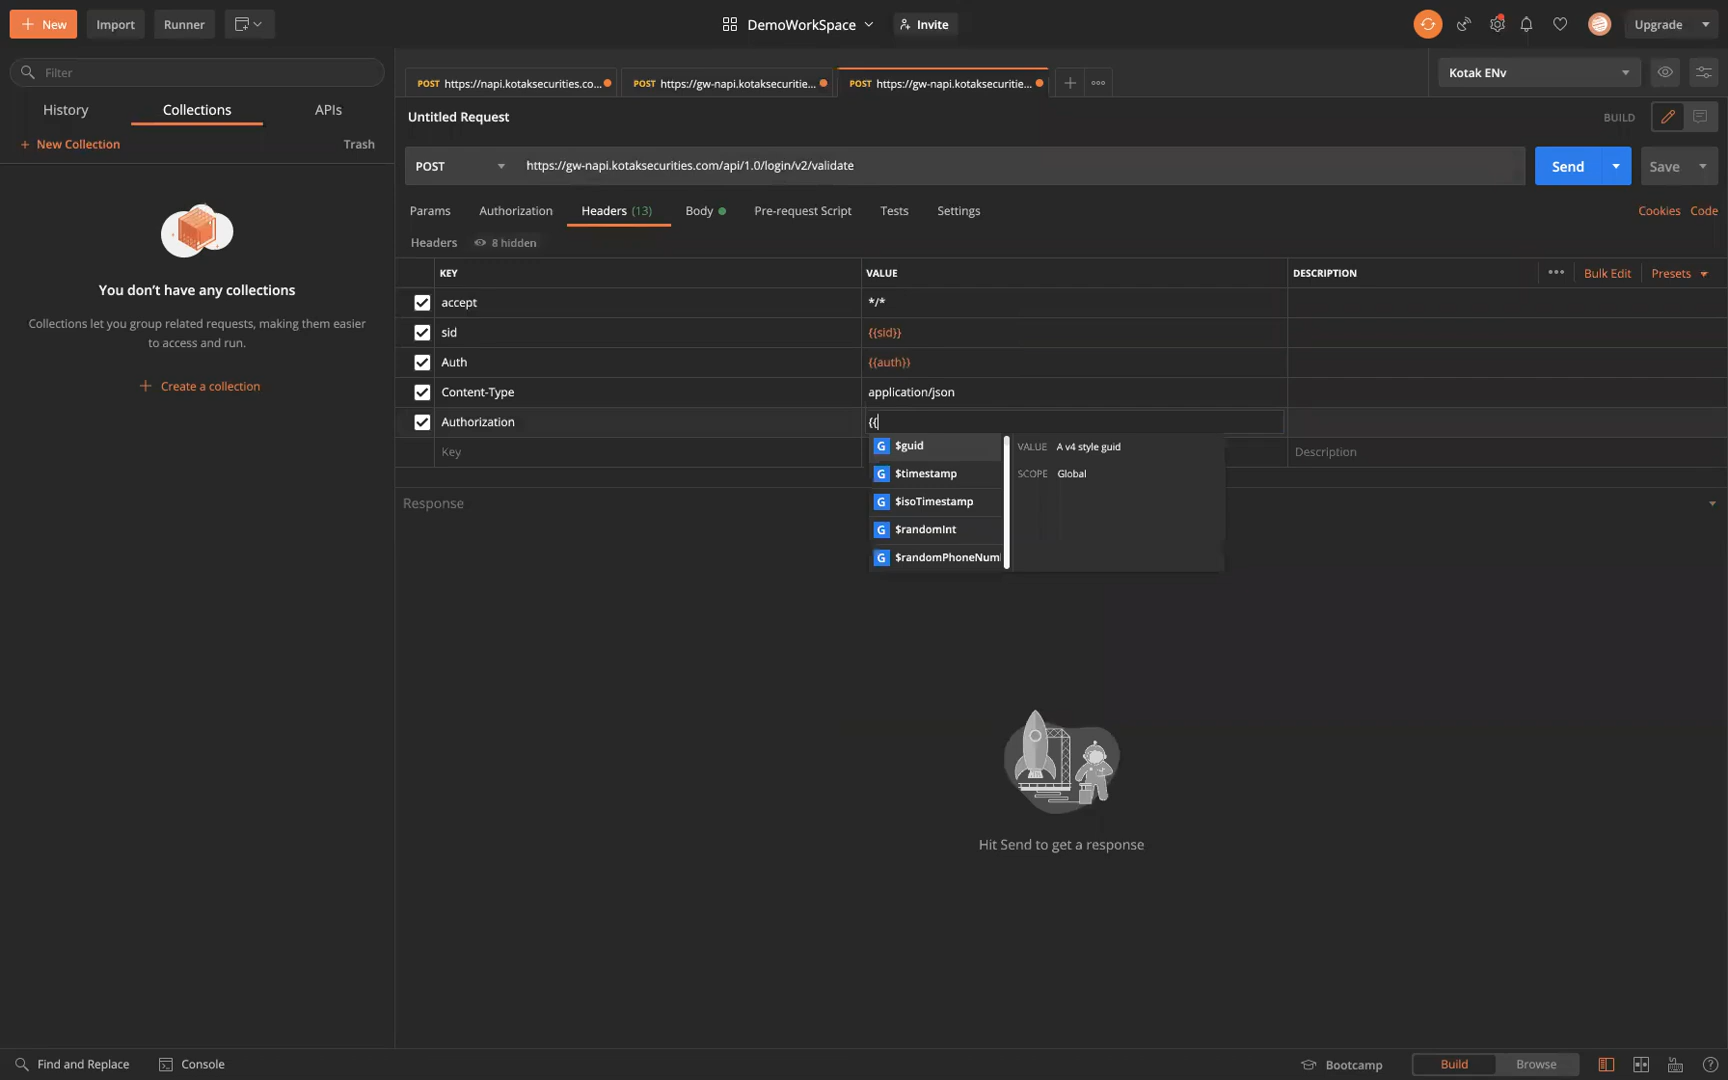 New
Import
Runner
DemoWorkSpace
Invite
Upgrade
Filter
History
Collections
APIs
New Collection
Trash
You don't have any collections
Collections let you group related requests, making them easier
to access and run.
Create a collection
POST https://napi.kotaksecurities.co...
POST https://gw-napi.kotaksecuritie...
POST https://gw-napi.kotaksecuritie...
Kotak ENv
Untitled Request
BUILD
POST
https://gw-napi.kotaksecurities.com/api/1.0/login/v2/validate
Send
Save
Params
Authorization
Headers (13)
Body
Pre-request Script
Tests
Settings
Cookies
Code
Headers
8 hidden
KEY
VALUE
DESCRIPTION
Bulk Edit
Presets
accept
*/*
sid
{{sid}}
Auth
{{auth}}
Content-Type
application/json
Authorization
{{
Key
Description
G $guid
G $timestamp
G $isoTimestamp
G $randomInt
G $randomPhoneNum
VALUE A v4 style guid
SCOPE Global
Response
Hit Send to get a response
Find and Replace
Console
Bootcamp
Build
Browse